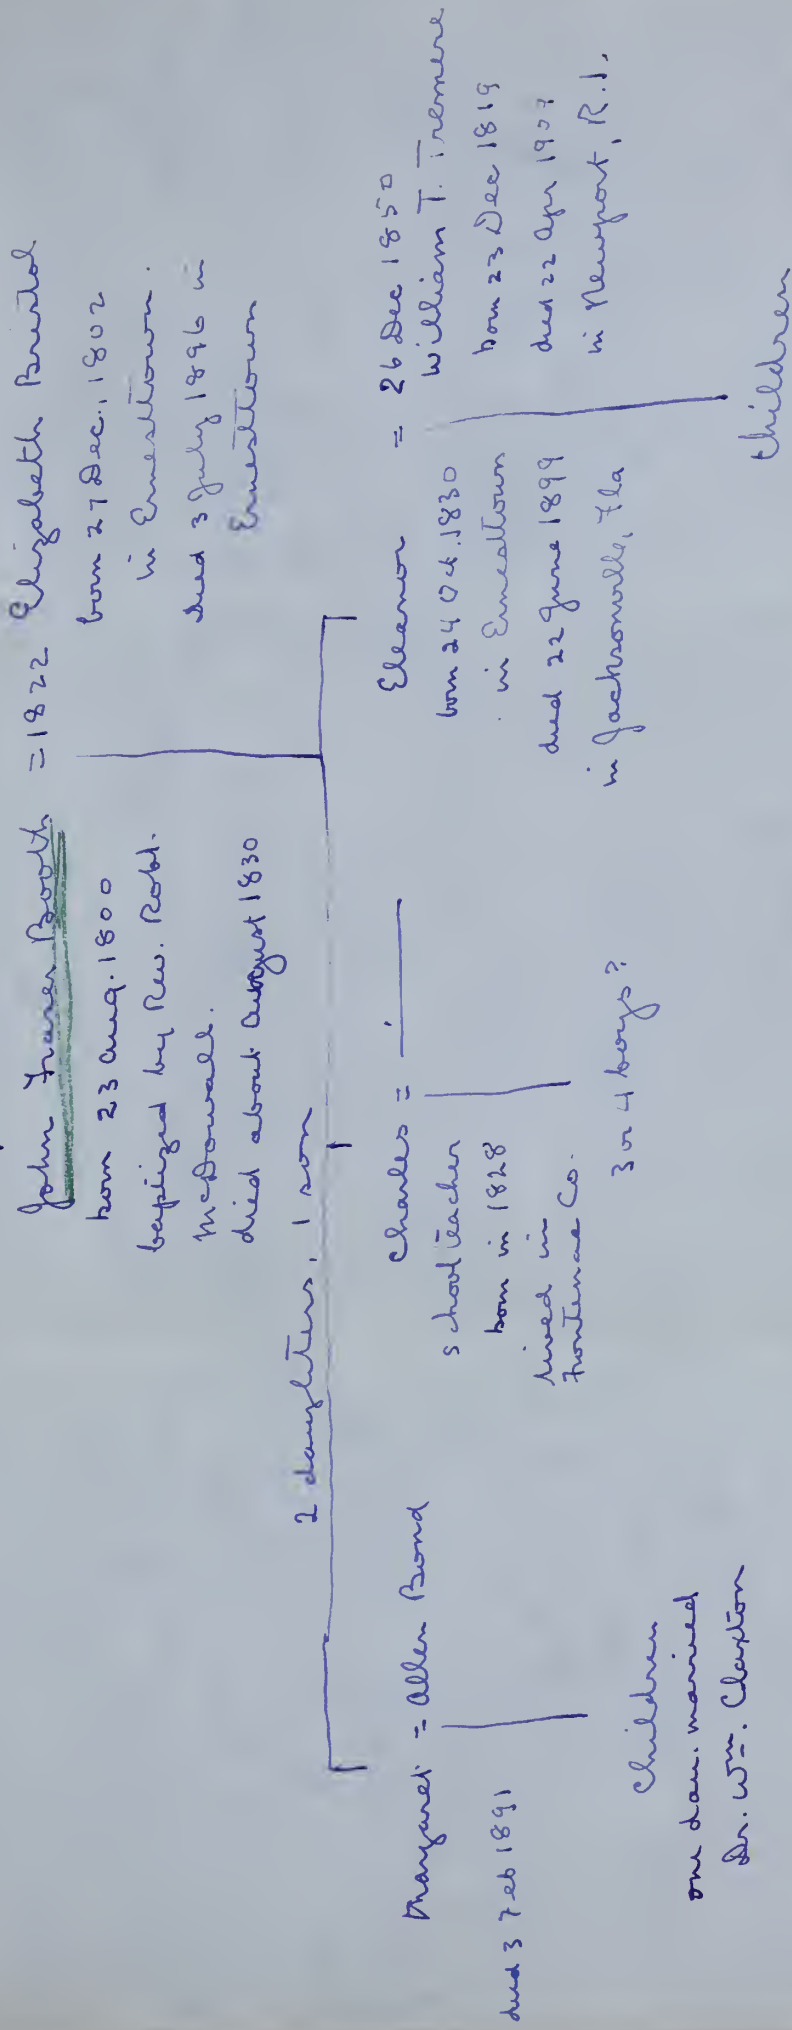 John Fraser Booth = 1822 Elizabeth Bristol
born 23 Aug. 1800
baptized by Rev. Robt.
McDowall.
died about August 1830
born 27 Dec. 1802
in Ernesttown.
died 3 July 1896 in
Ernesttown
2 daughters, 1 son
Margaret = Allen Bond
died 3 Feb 1891
Children
one dau. married
Dr. Wm. Claxton
Charles =
school teacher
born in 1828
lived in
Frontenac Co.
3 or 4 boys?
Eleanor = 26 Dec 1850
William T. Tremere
born 24 Oct. 1830
in Ernesttown
died 22 June 1899
in Jacksonville, Fla
born 23 Dec 1819
died 22 Apr
in Newport, R.I.
Children